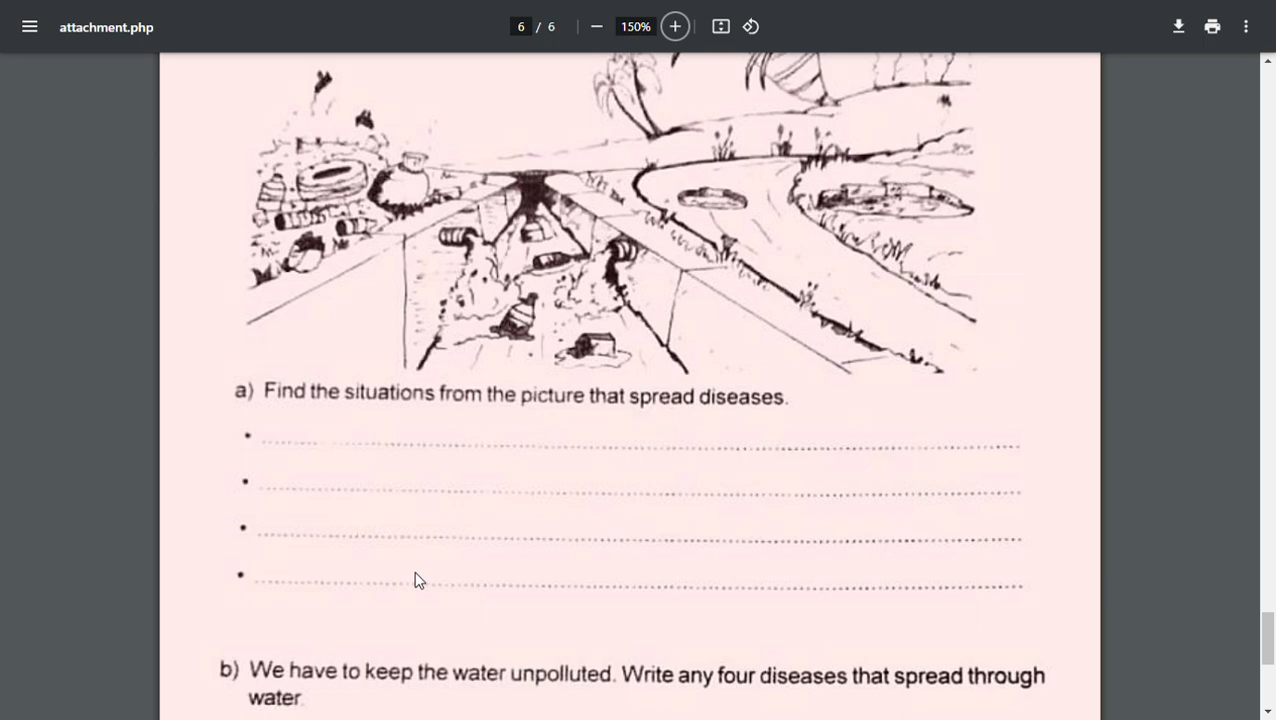 attachment.php
6 / 6
150%
a) Find the situations from the picture that spread diseases.
b) We have to keep the water unpolluted. Write any four diseases that spread through
water.